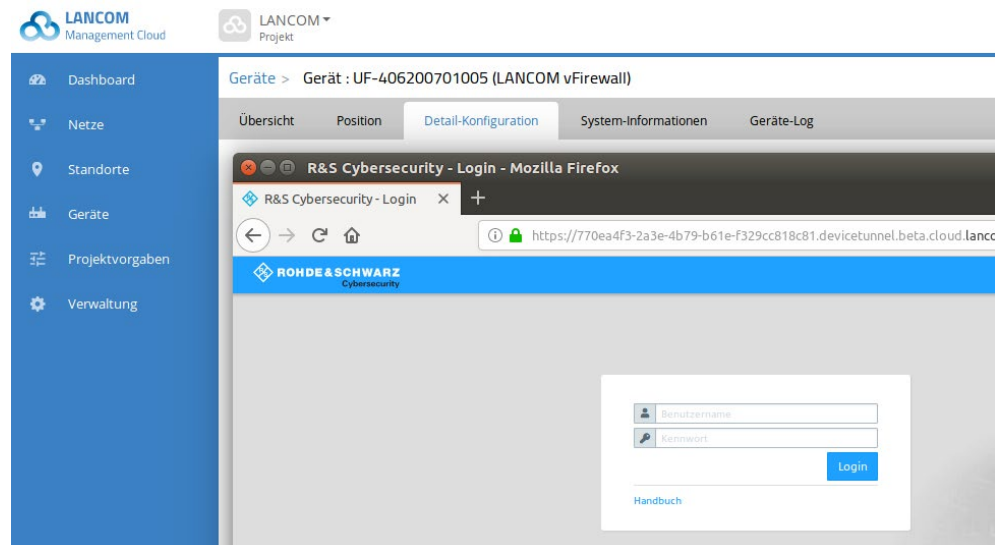 LANCOM
Management Cloud
LANCOM
Projekt
Dashboard
Netze
Standorte
Geräte
Projektvorgaben
Verwaltung
Geräte > Gerät : UF-406200701005 (LANCOM vFirewall)
Übersicht Position Detail-Konfiguration System-Informationen Geräte-Log
R&S Cybersecurity - Login - Mozilla Firefox
R&S Cybersecurity - Login
https://770ea4f3-2a3e-4b79-b61e-f329cc818c81.devicetunnel.beta.cloud.lanco
ROHDE&SCHWARZ
Cybersecurity
Benutzername
Kennwort
Login
Handbuch